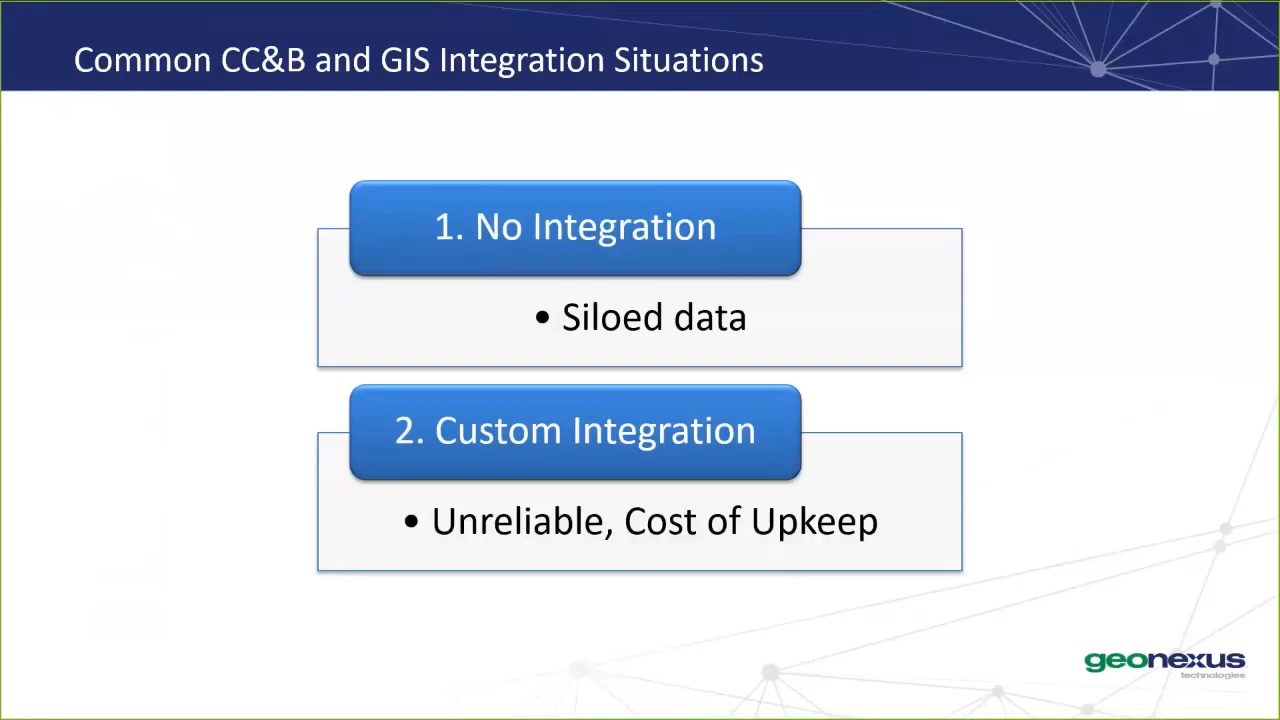 Common CC&B and GIS Integration Situations
1. No Integration
• Siloed data
2. Custom Integration
• Unreliable, Cost of Upkeep
geonexus
technologies